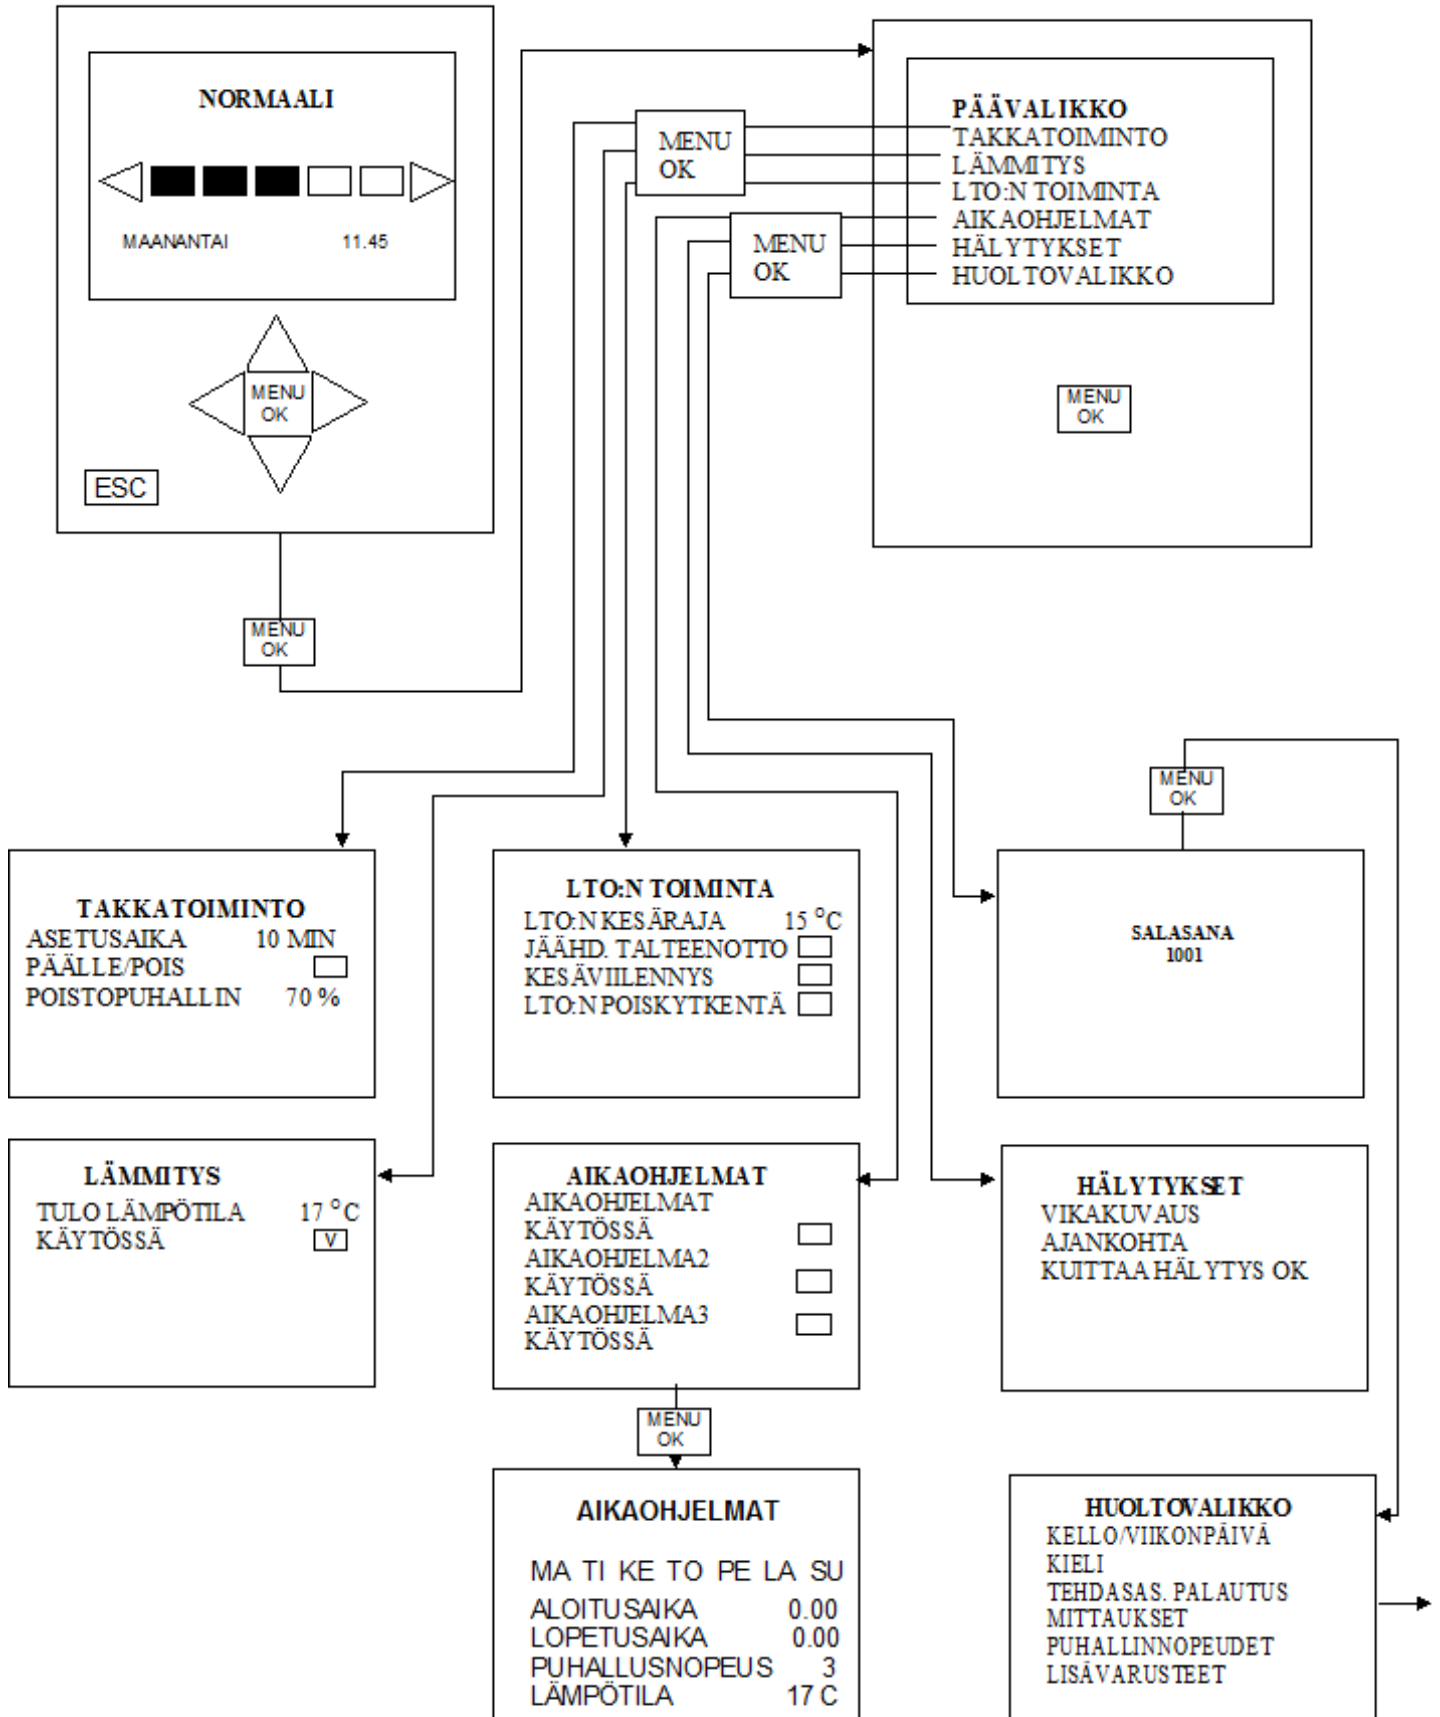 NORMAALI
MAANANTAI 11.45
MENU
OK
ESC
MENU
OK
PÄÄVALIKKO
TAKKATOIMINTO
LÄMMITYS
LTO:N TOIMINTA
AIKAOHJELMAT
HÄLYTYKSET
HUOLTOVALIKKO
MENU
OK
MENU
OK
MENU
OK
MENU
OK
TAKKATOIMINTO
ASETUSAIKA 10 MIN
PÄÄLLE/POIS
POISTOPUHALLIN 70 %
LTO:N TOIMINTA
LTO:N KESÄRAJA 15 °C
JÄÄHD. TALTEENOTTO
KESÄVIILENNYS
LTO:N POISKYTKENTÄ
SALASANA
1001
LÄMMITYS
TULO LÄMPÖTILA 17 °C
KÄYTÖSSÄ V
AIKAOHJELMAT
AIKAOHJELMAT
KÄYTÖSSÄ
AIKAOHJELMA2
KÄYTÖSSÄ
AIKAOHJELMA3
KÄYTÖSSÄ
HÄLYTYKSET
VIKAKUVAUS
AJANKOHTA
KUITTAA HÄLYTYS OK
MENU
OK
AIKAOHJELMAT
MA TI KE TO PE LA SU
ALOITUSAIKA 0.00
LOPETUSAIKA 0.00
PUHALLUSNOPEUS 3
LÄMPÖTILA 17 C
HUOLTOVALIKKO
KELLO/VIIKONPÄIVÄ
KIELI
TEHDASAS. PALAUTUS
MITTAUKSET
PUHALLINNOPEUDET
LISÄVARUSTEET